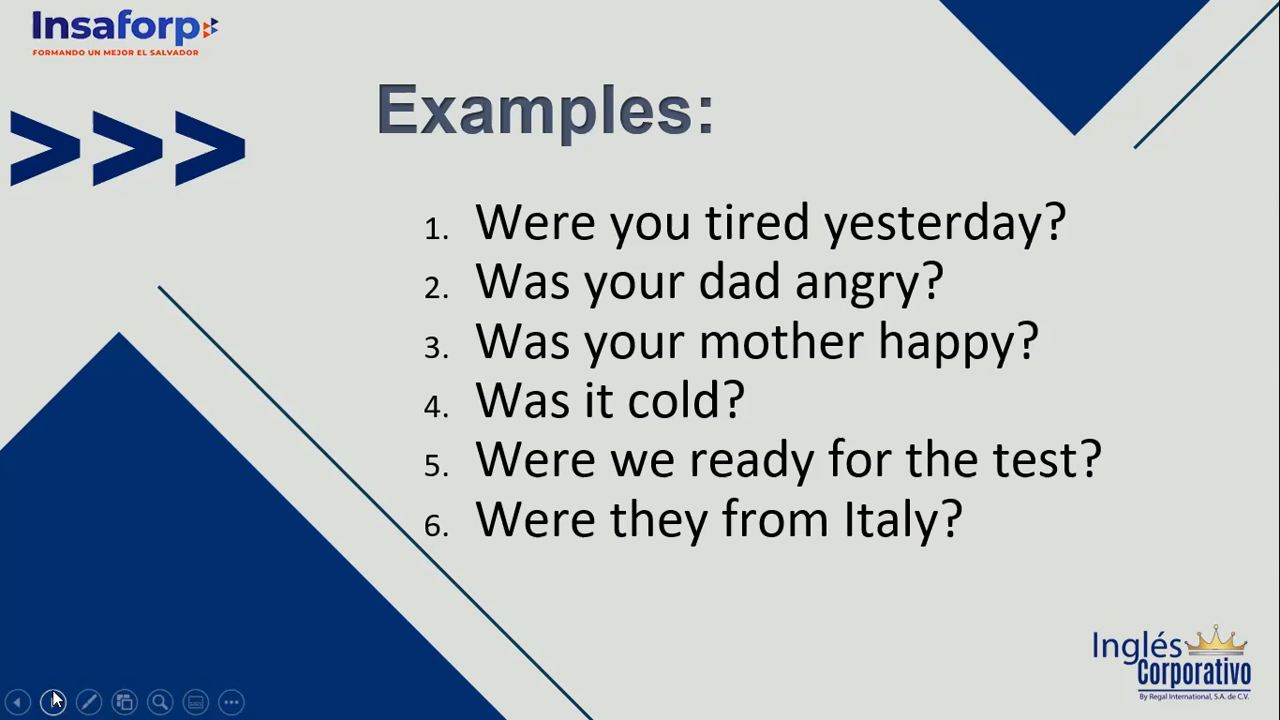 Insaforp
FORMANDO UN MEJOR EL SALVADOR
>>>
Examples:
1. Were you tired yesterday?
2. Was your dad angry?
3. Was your mother happy?
4. Was it cold?
5. Were we ready for the test?
6. Were they from Italy?
Inglés
Corporativo
By Regal International, S.A. de C.V.